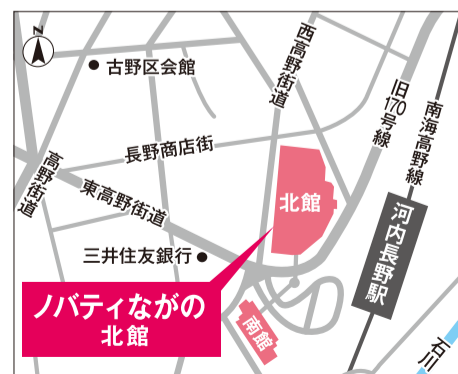 N
古野区会館
西高野街道
旧170号線
南海高野線
長野商店街
高野街道
東高野街道
北館
河内長野駅
三井住友銀行
ノバティながの
北館
南館
石川